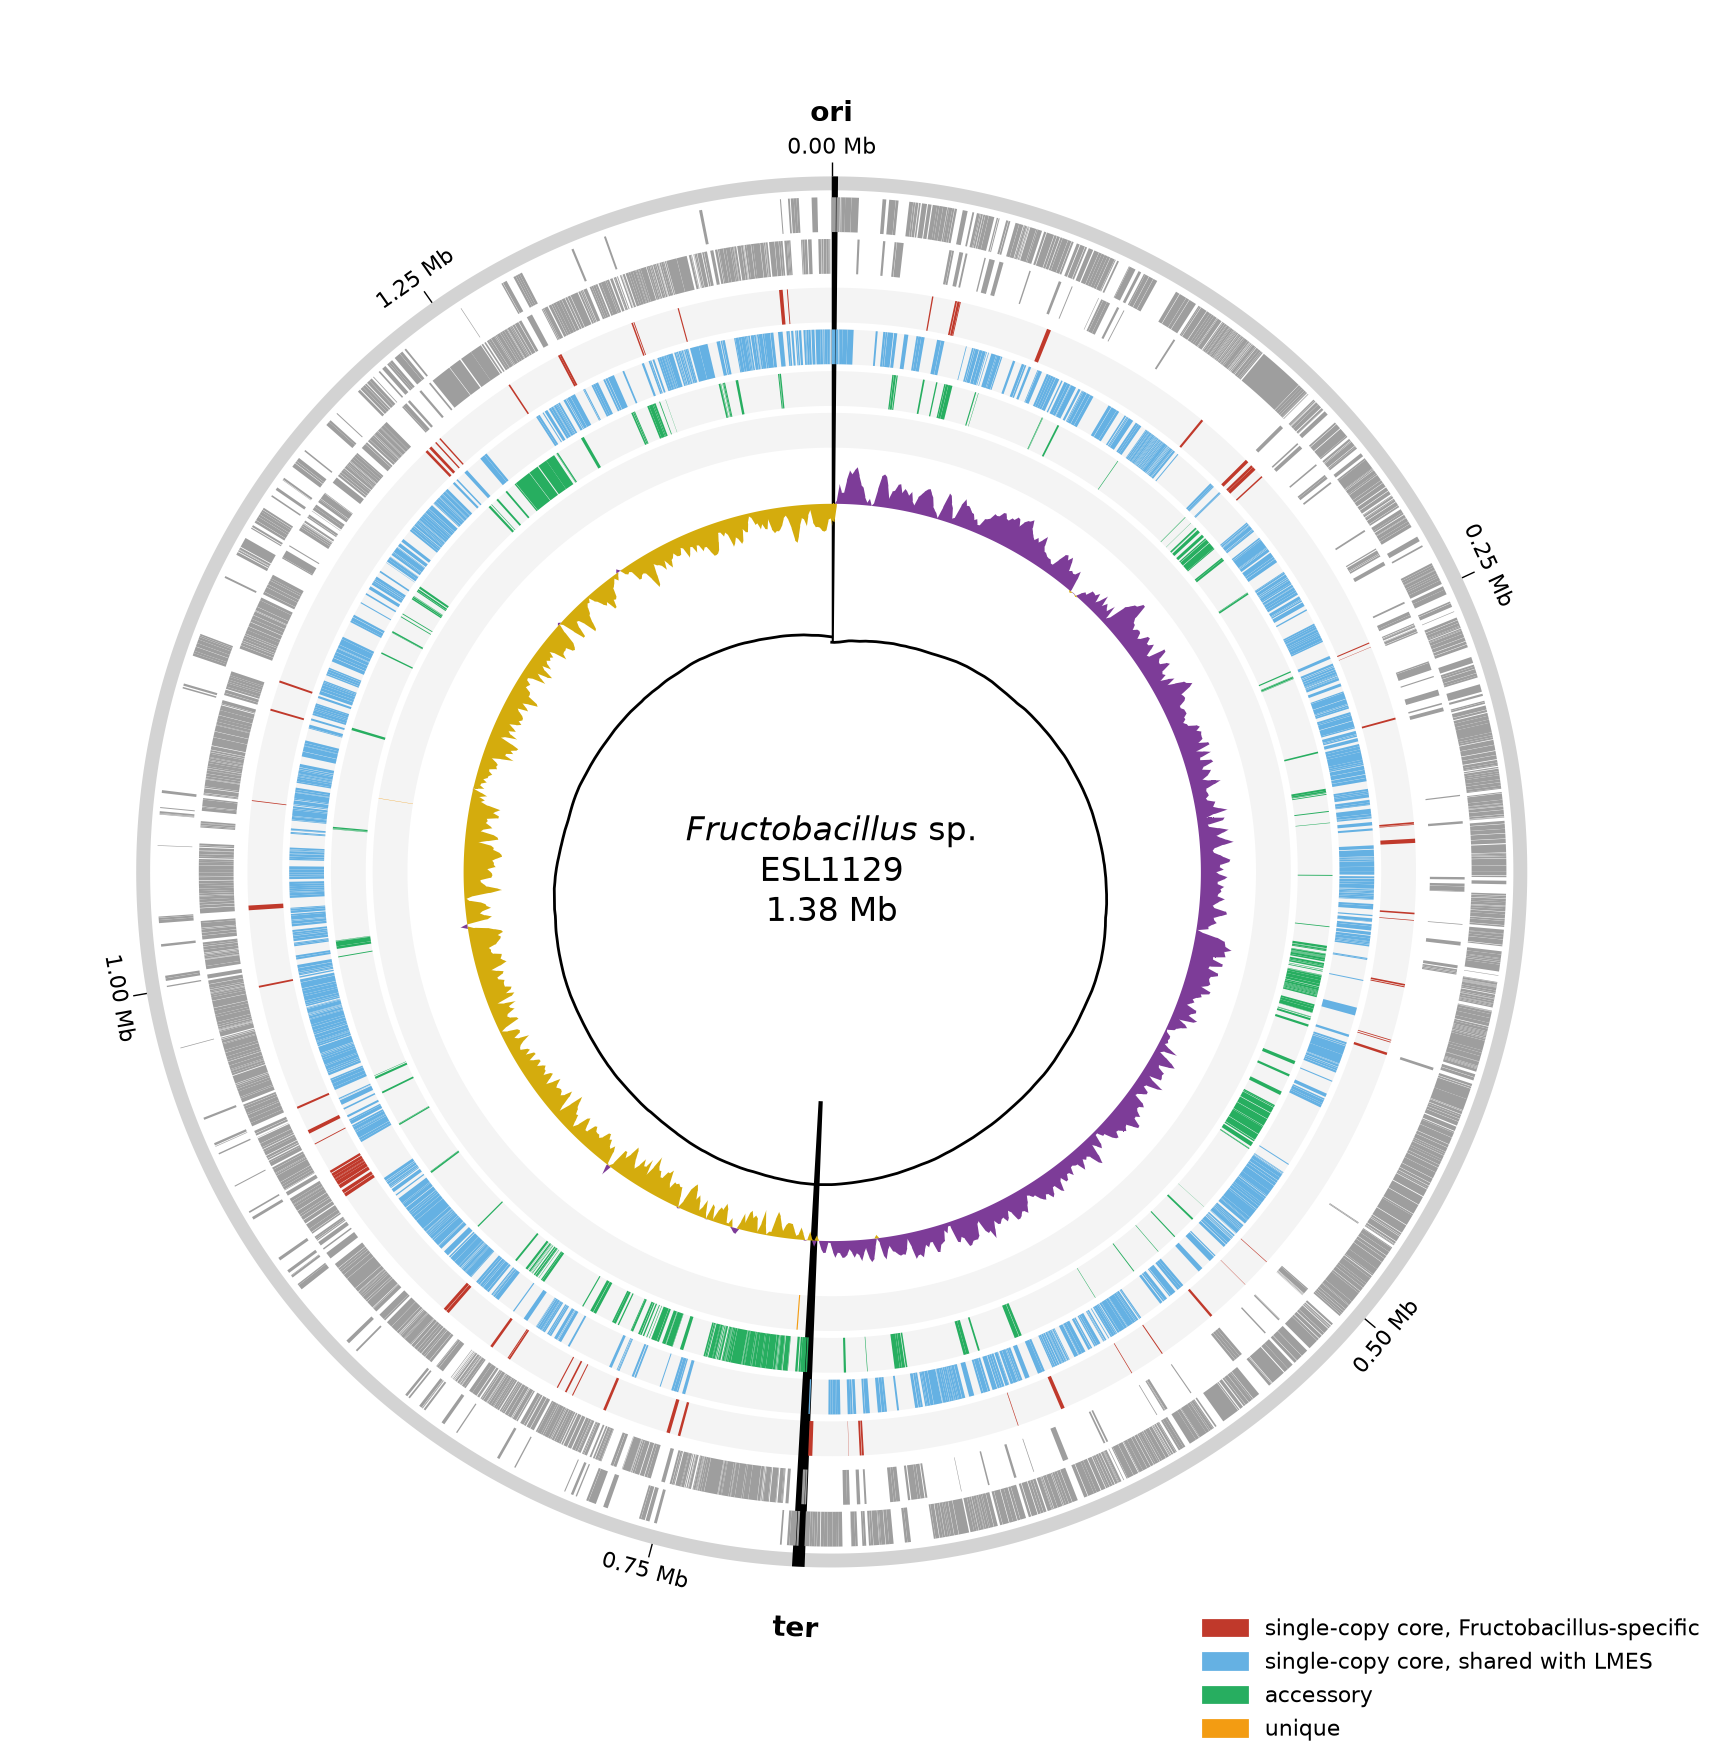 ori
0.00 Mb
1.25 Mb
0.25 Mb
Fructobacillus sp.
ESL1129
1.38 Mb
1.00 Mb
0.50 Mb
0.75 Mb
ter
single-copy core, Fructobacillus-specific
single-copy core, shared with LMES
accessory
unique